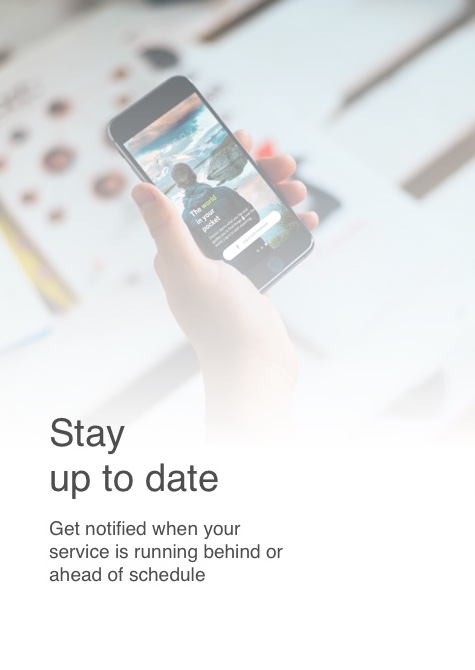 The world
in your
pocket
Stay
up to date
Get notified when your
service is running behind or
ahead of schedule